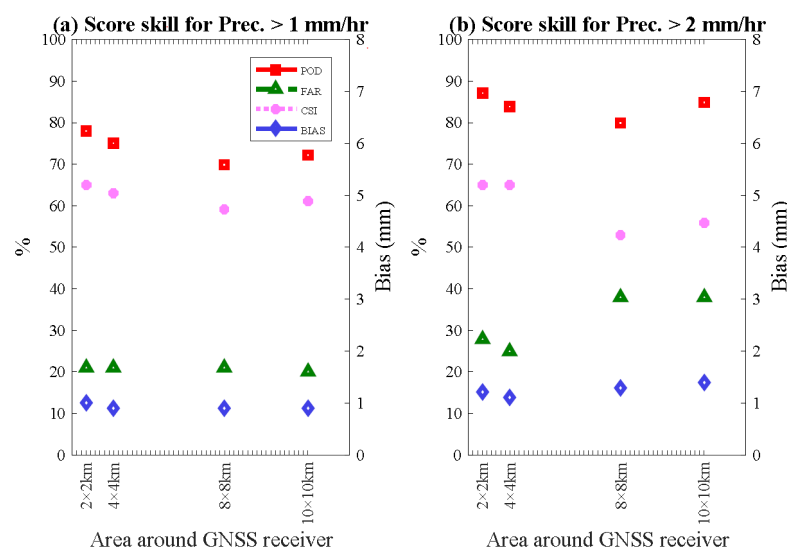 (a) Score skill for Prec. > 1 mm/hr
100
90
80
70
60
50
40
30
20
10
0
%
8
7
6
5
4
3
2
1
0
Bias (mm)
POD
FAR
CSI
BIAS
2×2km
4×4km
8×8km
10×10km
Area around GNSS receiver
(b) Score skill for Prec. > 2 mm/hr
100
90
80
70
60
50
40
30
20
10
0
%
8
7
6
5
4
3
2
1
0
Bias (mm)
2×2km
4×4km
8×8km
10×10km
Area around GNSS receiver